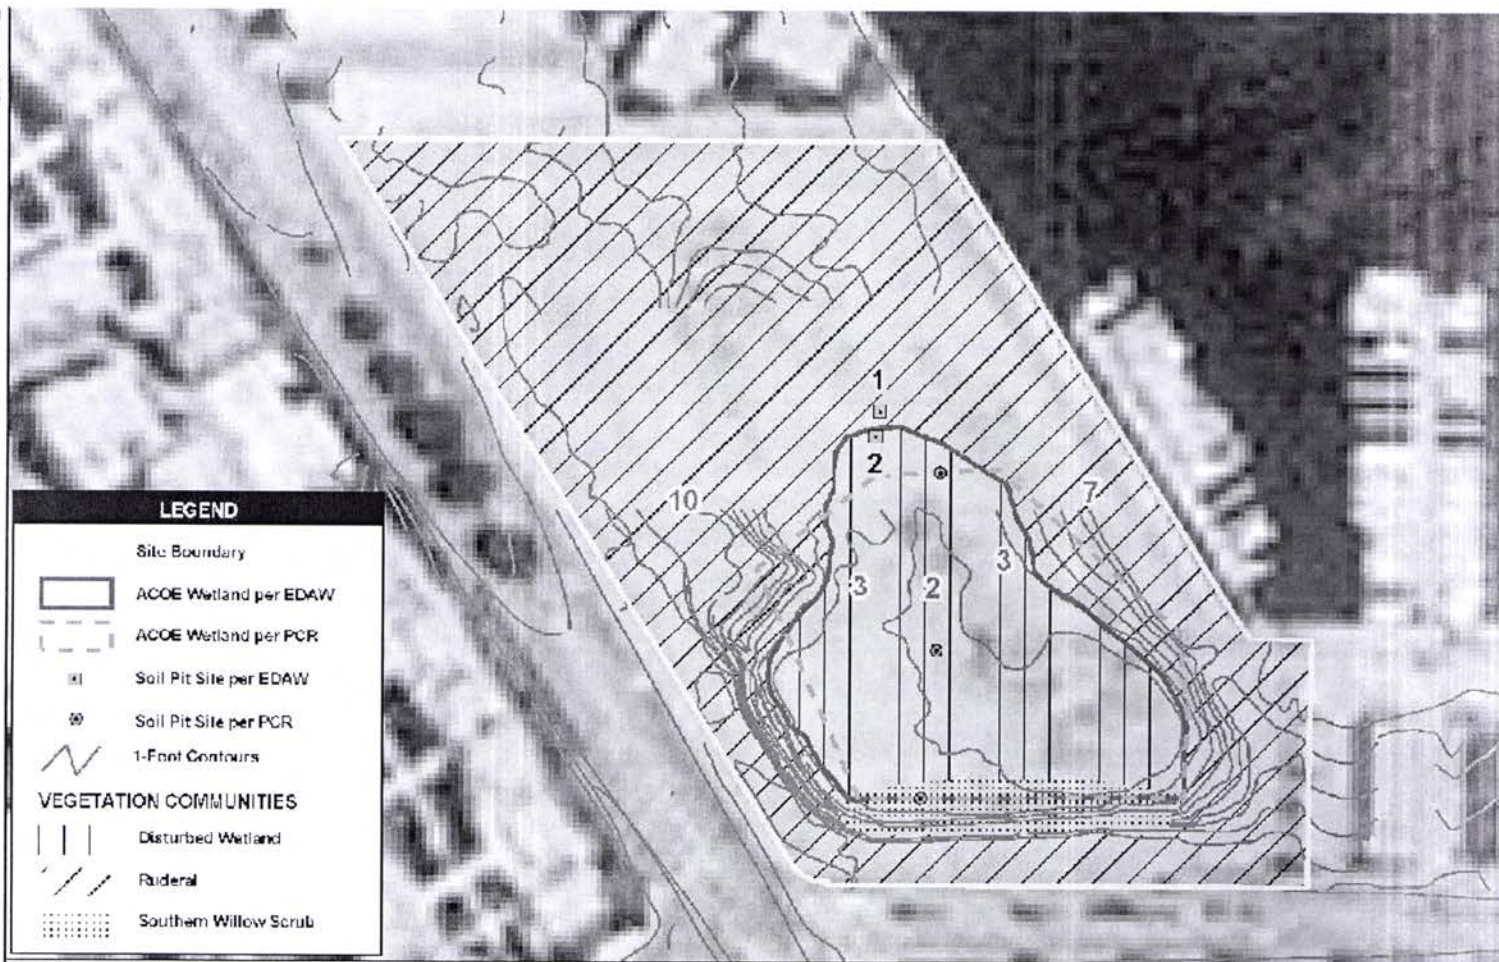 1
2
10
7
3
2
3
LEGEND
Site Boundary
ACOE Wetland per EDAW
ACOE Wetland per PCR
Soil Pit Site per EDAW
Soil Pit Site per PCR
1-Foot Contours
VEGETATION COMMUNITIES
Disturbed Wetland
Ruderal
Southern Willow Scrub